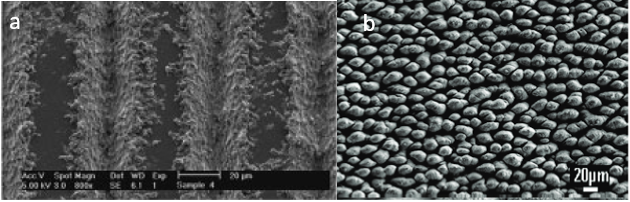 a
Acc.V Spot Magn Det WD Exp 20 µm
5.00 kV 3.0 800x SE 6.1 1 Sample 4
b
20µm